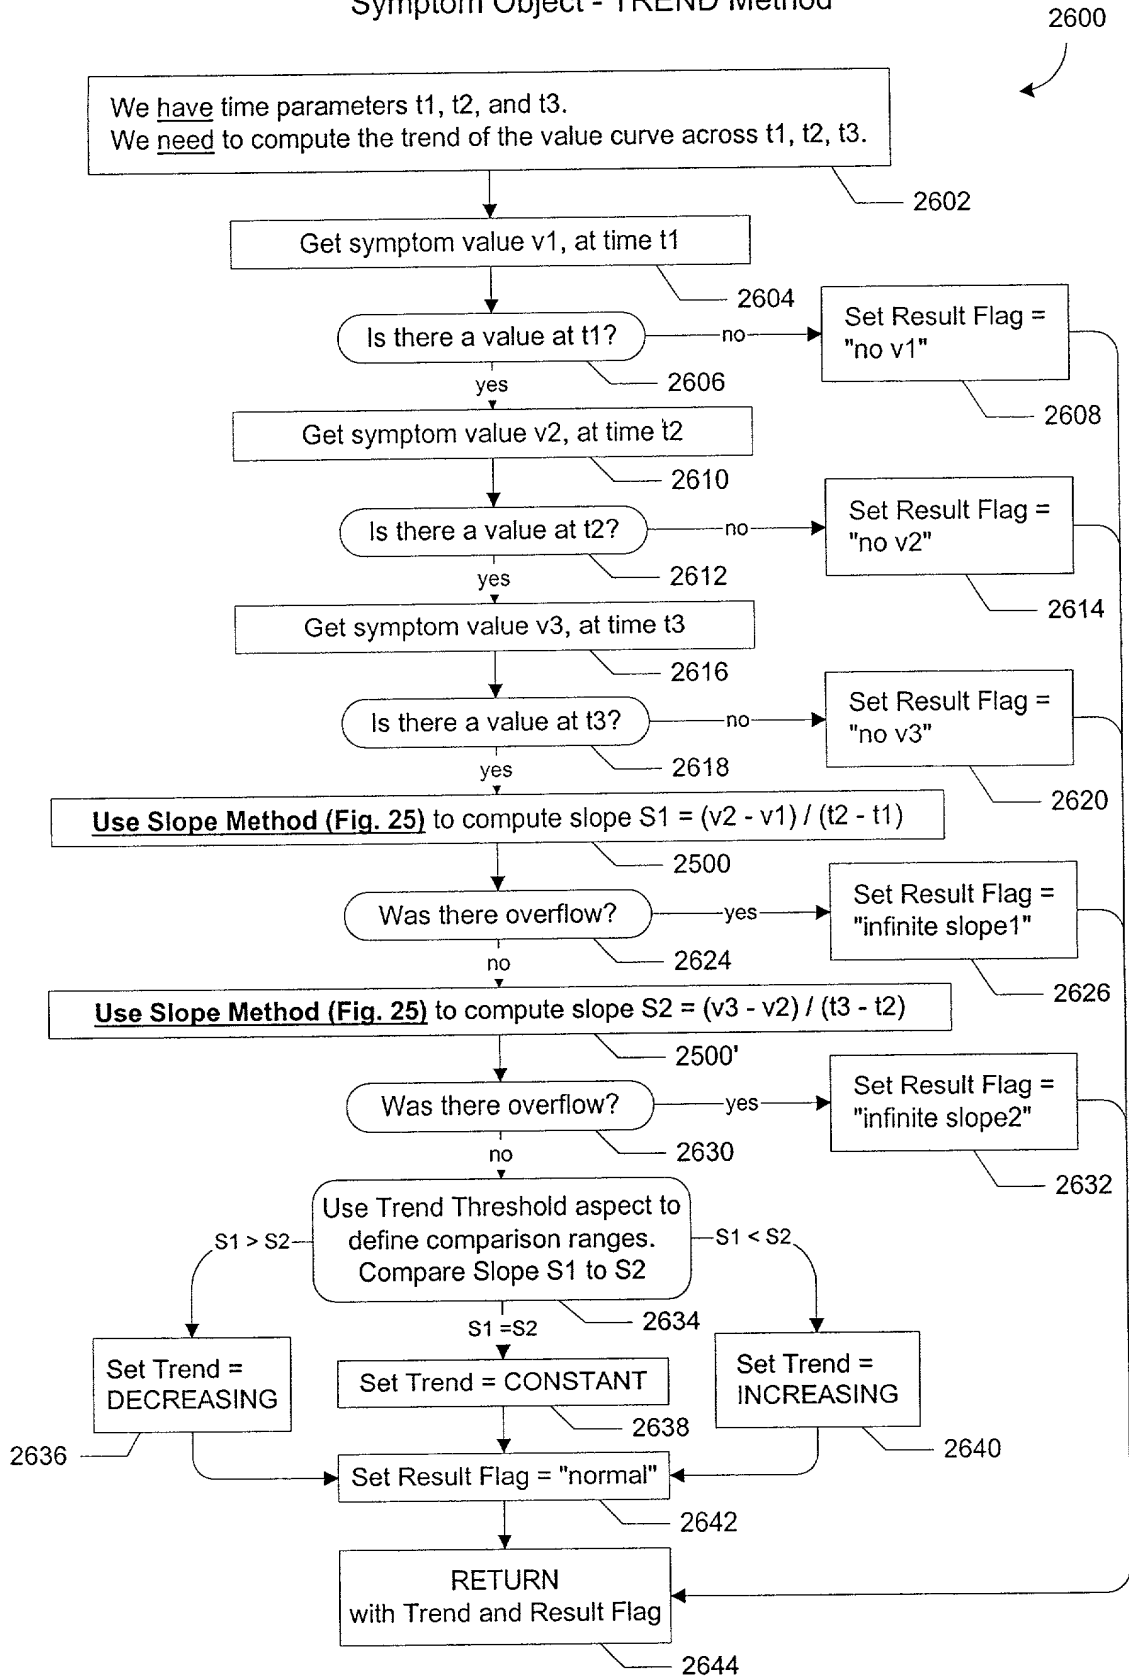 Symptom Object - TREND Method
2600
We have time parameters t1, t2, and t3.
We need to compute the trend of the value curve across t1, t2, t3.
2602
Get symptom value v1, at time t1
2604
Is there a value at t1?
no
Set Result Flag =
"no v1"
2606
yes
2608
Get symptom value v2, at time t2
2610
Is there a value at t2?
no
Set Result Flag =
"no v2"
2612
yes
2614
Get symptom value v3, at time t3
2616
Is there a value at t3?
no
Set Result Flag =
"no v3"
2618
yes
2620
Use Slope Method (Fig. 25) to compute slope S1 = (v2 - v1) / (t2 - t1)
2500
Was there overflow?
yes
Set Result Flag =
"infinite slope1"
2624
no
2626
Use Slope Method (Fig. 25) to compute slope S2 = (v3 - v2) / (t3 - t2)
2500'
Was there overflow?
yes
Set Result Flag =
"infinite slope2"
2630
no
2632
Use Trend Threshold aspect to
define comparison ranges.
Compare Slope S1 to S2
S1 > S2
S1 < S2
2634
S1 =S2
Set Trend =
DECREASING
Set Trend = CONSTANT
Set Trend =
INCREASING
2636
2638
2640
Set Result Flag = "normal"
2642
RETURN
with Trend and Result Flag
2644